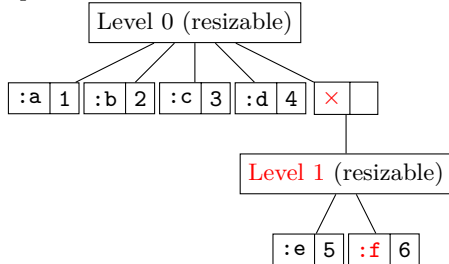 Level 0 (resizable)
:a 1 :b 2 :c 3 :d 4 ×
Level 1 (resizable)
:e 5 :f 6